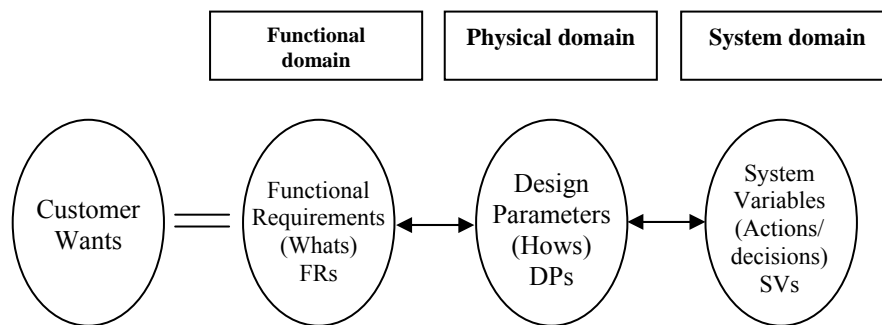 Functional
domain
Physical domain
System domain
Customer
Wants
Functional
Requirements
(Whats)
FRs
Design
Parameters
(Hows)
DPs
System
Variables
(Actions/
decisions)
SVs